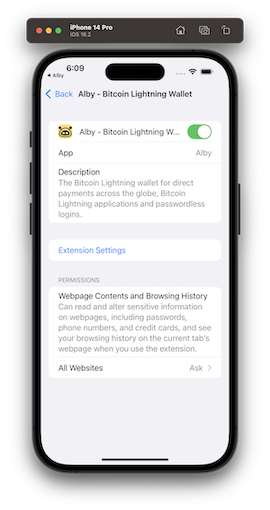 iPhone 14 Pro
iOS 16.2
6:09
Alby
Back
Alby - Bitcoin Lightning Wallet
Alby - Bitcoin Lightning W...
App
Alby
Description
The Bitcoin Lightning wallet for direct
payments across the globe, Bitcoin
Lightning applications and passwordless
logins.
Extension Settings
PERMISSIONS
Webpage Contents and Browsing History
Can read and alter sensitive information
on webpages, including passwords,
phone numbers, and credit cards, and see
your browsing history on the current tab's
webpage when you use the extension.
All Websites
Ask